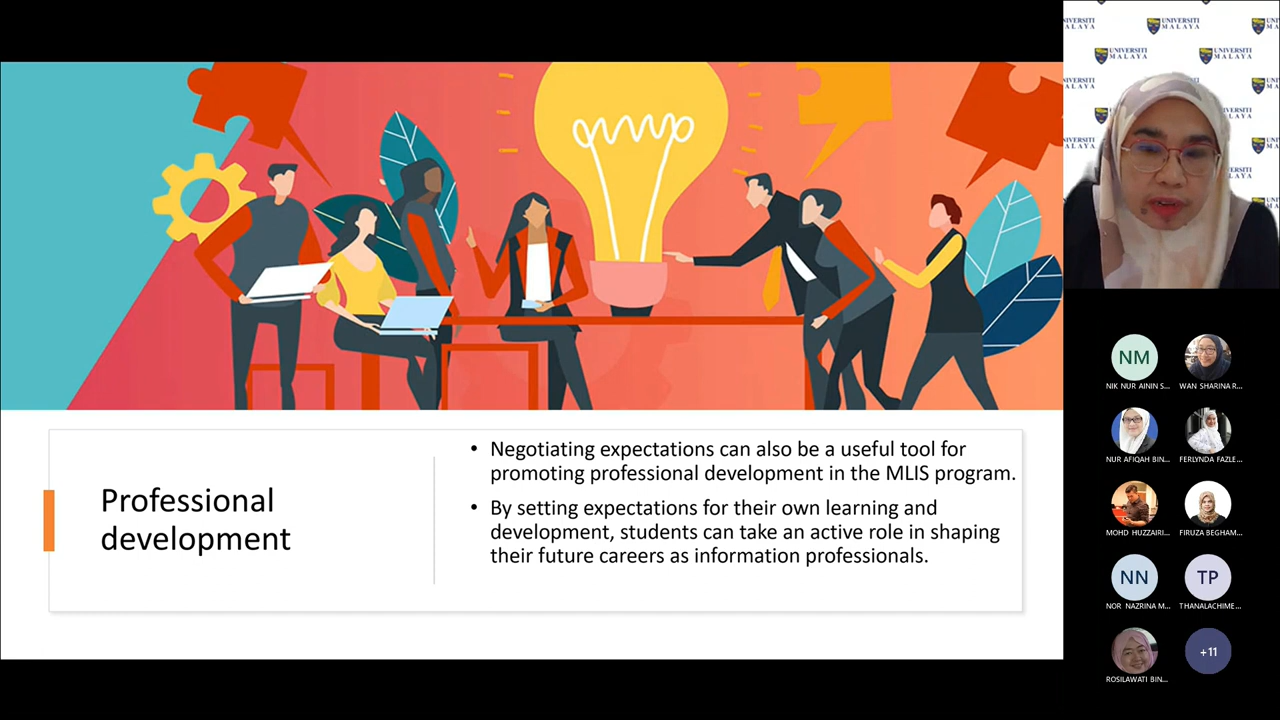 Professional
development
• Negotiating expectations can also be a useful tool for
promoting professional development in the MLIS program.
• By setting expectations for their own learning and
development, students can take an active role in shaping
their future careers as information professionals.
UNIVERSITI
MALAYA
NM
NIK NUR AININ S...
WAN SHARINA R...
NUR AFIQAH BIN...
FERLYNDA FAZLE...
MOHD HUZZAIRI...
FIRUZA BEGHAM...
NN
TP
NOR NAZRINA M...
THANALACHIME...
ROSILAWATI BIN...
+11